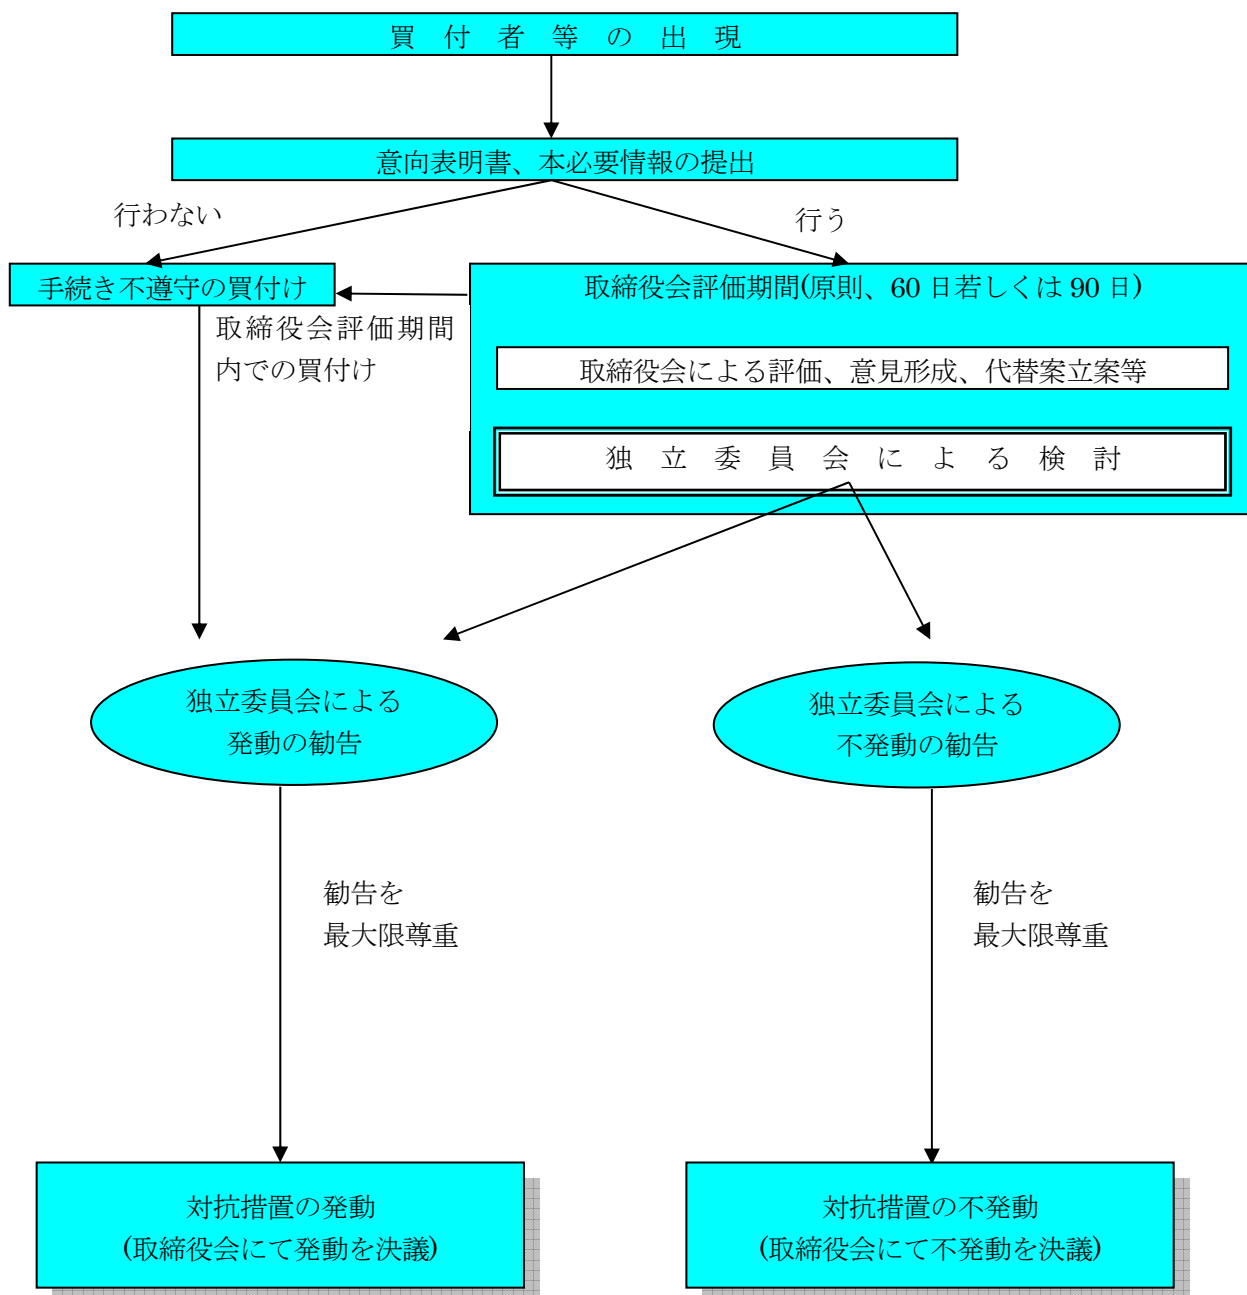 買付者等の出現
意向表明書、本必要情報の提出
行わない
行う
手続き不遵守の買付け
取締役会評価期間(原則、60日若しくは90日)
取締役会評価期間
内での買付け
取締役会による評価、意見形成、代替案立案等
独立委員会による検討
独立委員会による
発動の勧告
独立委員会による
不発動の勧告
勧告を
最大限尊重
勧告を
最大限尊重
対抗措置の発動
(取締役会にて発動を決議)
対抗措置の不発動
(取締役会にて不発動を決議)